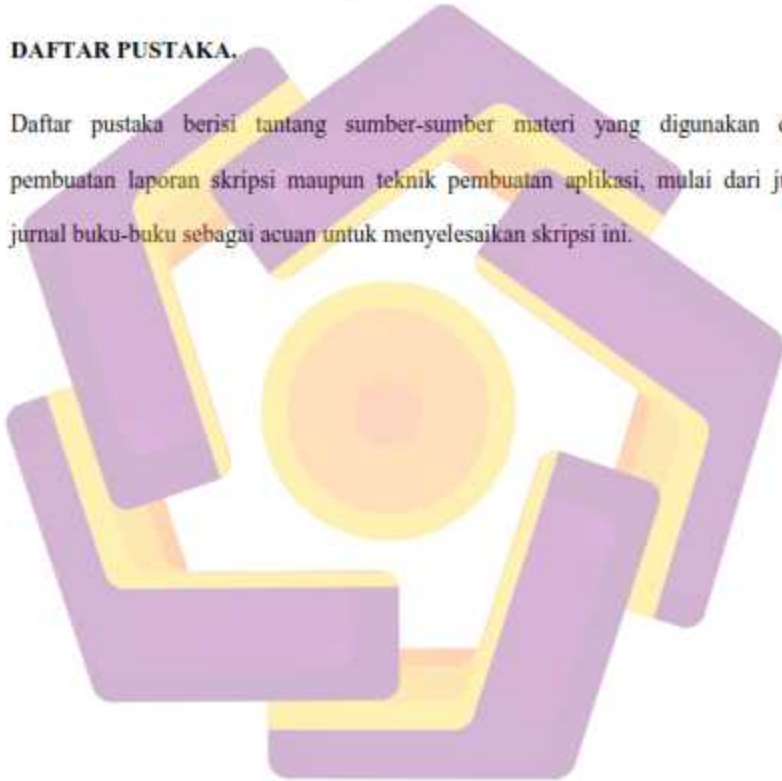 DAFTAR PUSTAKA.
Daftar pustaka berisi tantang sumber-sumber materi yang digunakan
pembuatan laporan skripsi maupun teknik pembuatan aplikasi, mulai dari
jurnal buku-buku sebagai acuan untuk menyelesaikan skripsi ini.